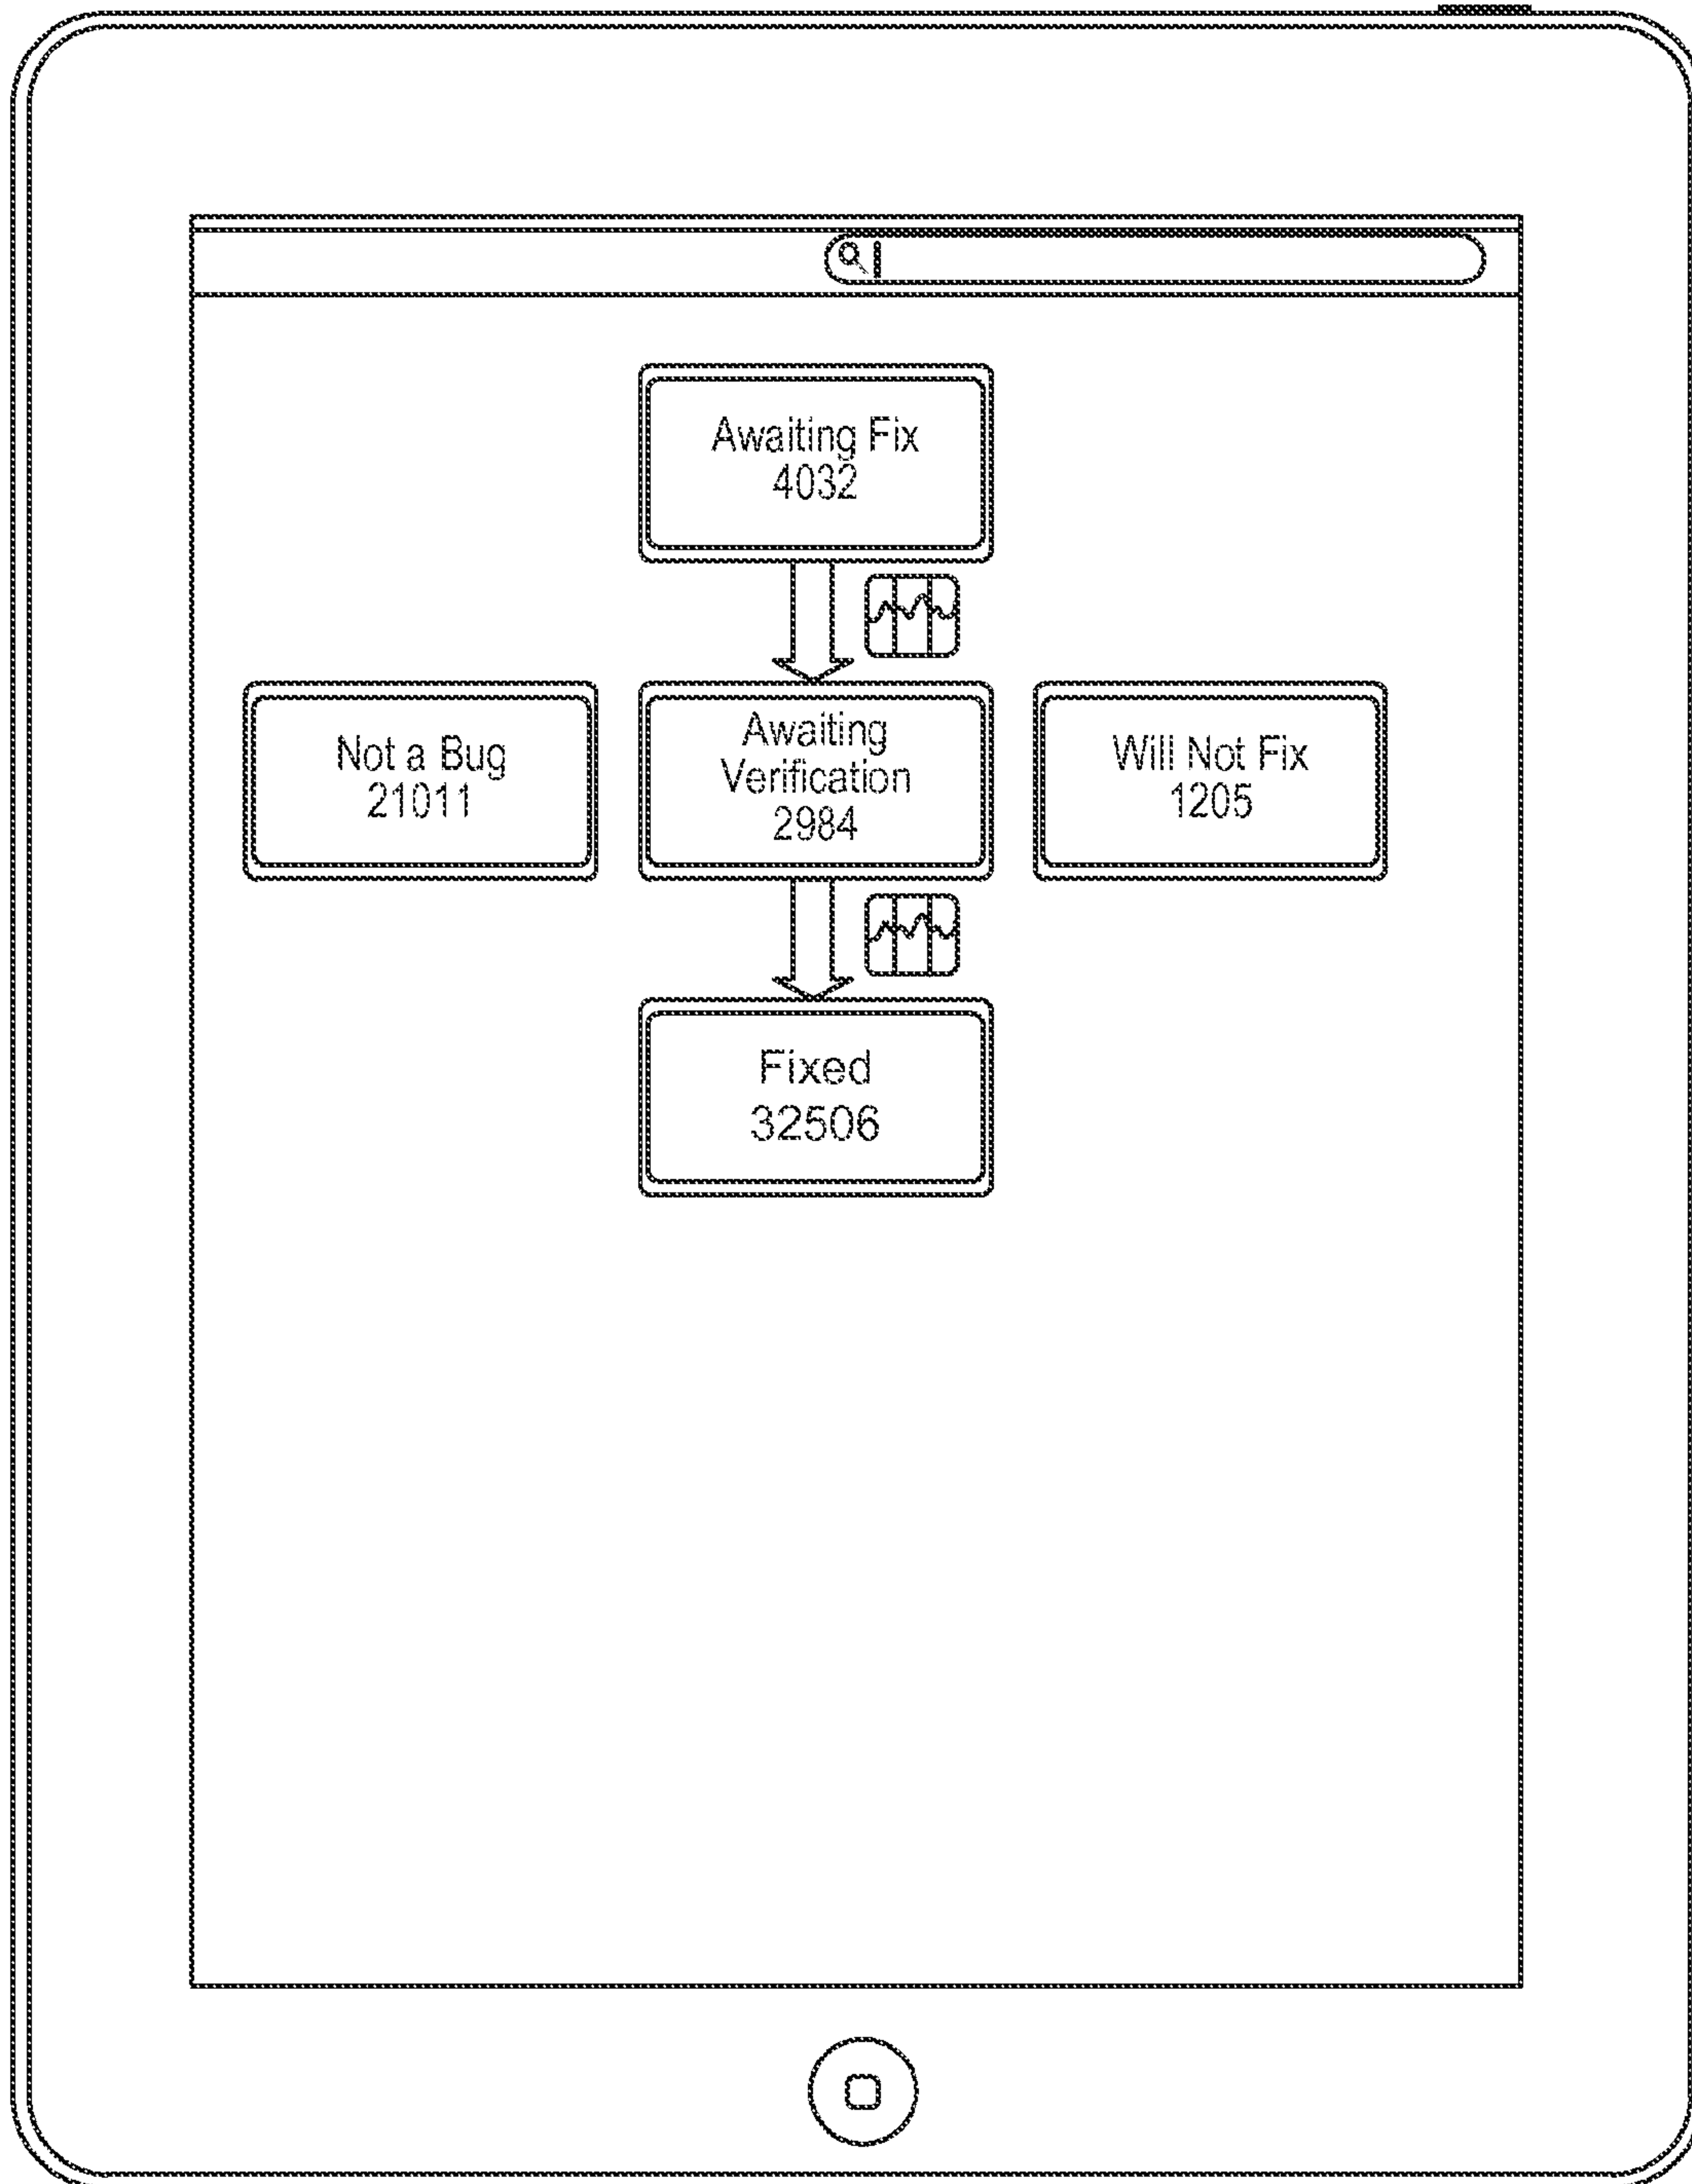 Awaiting Fix
4032
Not a Bug
21011
Awaiting
Verification
2984
Will Not Fix
1205
Fixed
32506